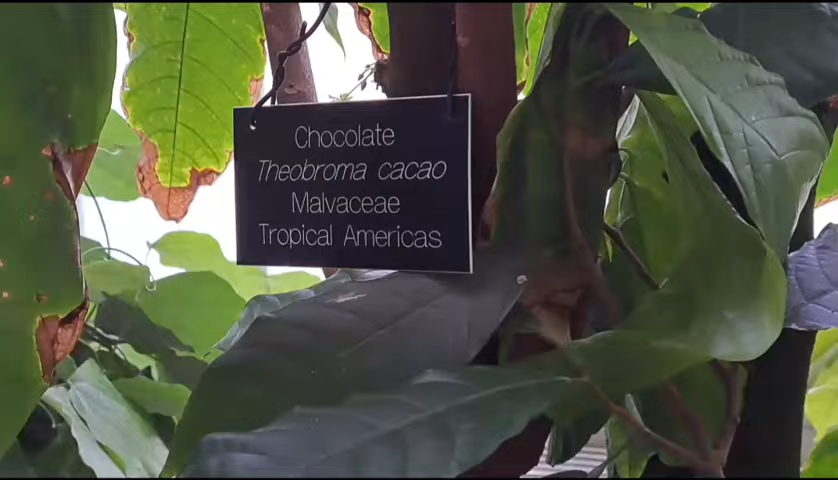 Chocolate
Theobroma cacao
Malvaceae
Tropical Americas